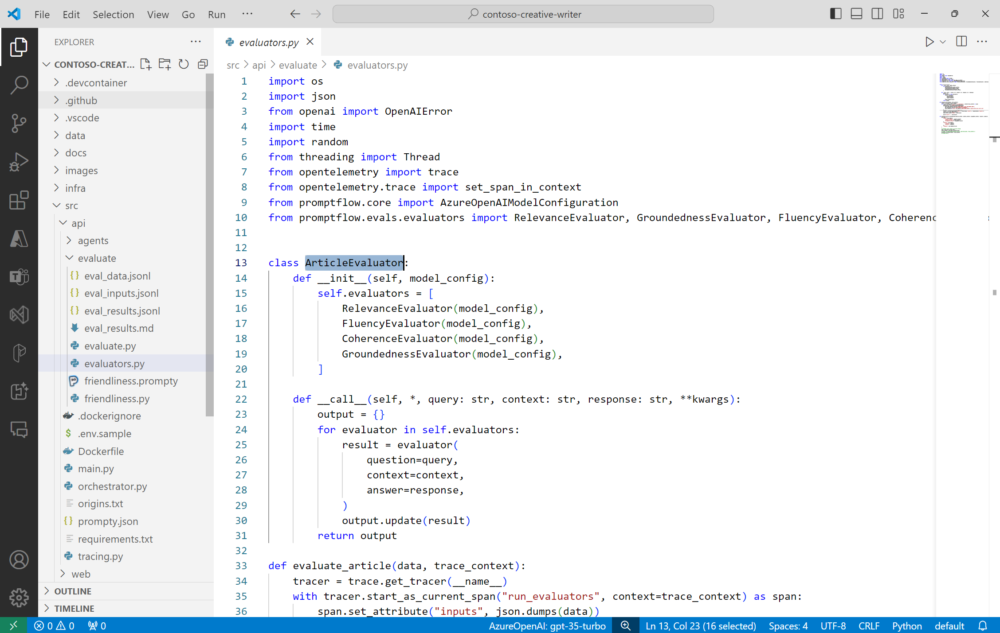 File Edit Selection View Go Run ··· contoso-creative-writer
EXPLORER
CONTOSO-CREAT...
.devcontainer
.github
.vscode
data
docs
images
infra
src
api
agents
evaluate
eval_data.jsonl
eval_inputs.jsonl
eval_results.jsonl
eval_results.md
evaluate.py
evaluators.py
friendliness.prompty
friendliness.py
.dockerignore
.env.sample
Dockerfile
main.py
orchestrator.py
origins.txt
prompty.json
requirements.txt
tracing.py
web
OUTLINE
TIMELINE
evaluators.py
src > api > evaluate > evaluators.py
1 import os
2 import json
3 from openai import OpenAIError
4 import time
5 import random
6 from threading import Thread
7 from opentelemetry import trace
8 from opentelemetry.trace import set_span_in_context
9 from promptflow.core import AzureOpenAIModelConfiguration
10 from promptflow.evals.evaluators import RelevanceEvaluator, GroundednessEvaluator, FluencyEvaluator, Coherenc
11
12
13 class ArticleEvaluator:
14     def __init__(self, model_config):
15         self.evaluators = [
16             RelevanceEvaluator(model_config),
17             FluencyEvaluator(model_config),
18             CoherenceEvaluator(model_config),
19             GroundednessEvaluator(model_config),
20         ]
21
22     def __call__(self, *, query: str, context: str, response: str, **kwargs):
23         output = {}
24         for evaluator in self.evaluators:
25             result = evaluator(
26                 question=query,
27                 context=context,
28                 answer=response,
29             )
30             output.update(result)
31         return output
32
33 def evaluate_article(data, trace_context):
34     tracer = trace.get_tracer(__name__)
35     with tracer.start_as_current_span("run_evaluators", context=trace_context) as span:
36         span.set_attribute("inputs", json.dumps(data))
0 0 0 AzureOpenAI: gpt-35-turbo Ln 13, Col 23 (16 selected) Spaces: 4 UTF-8 CRLF Python default